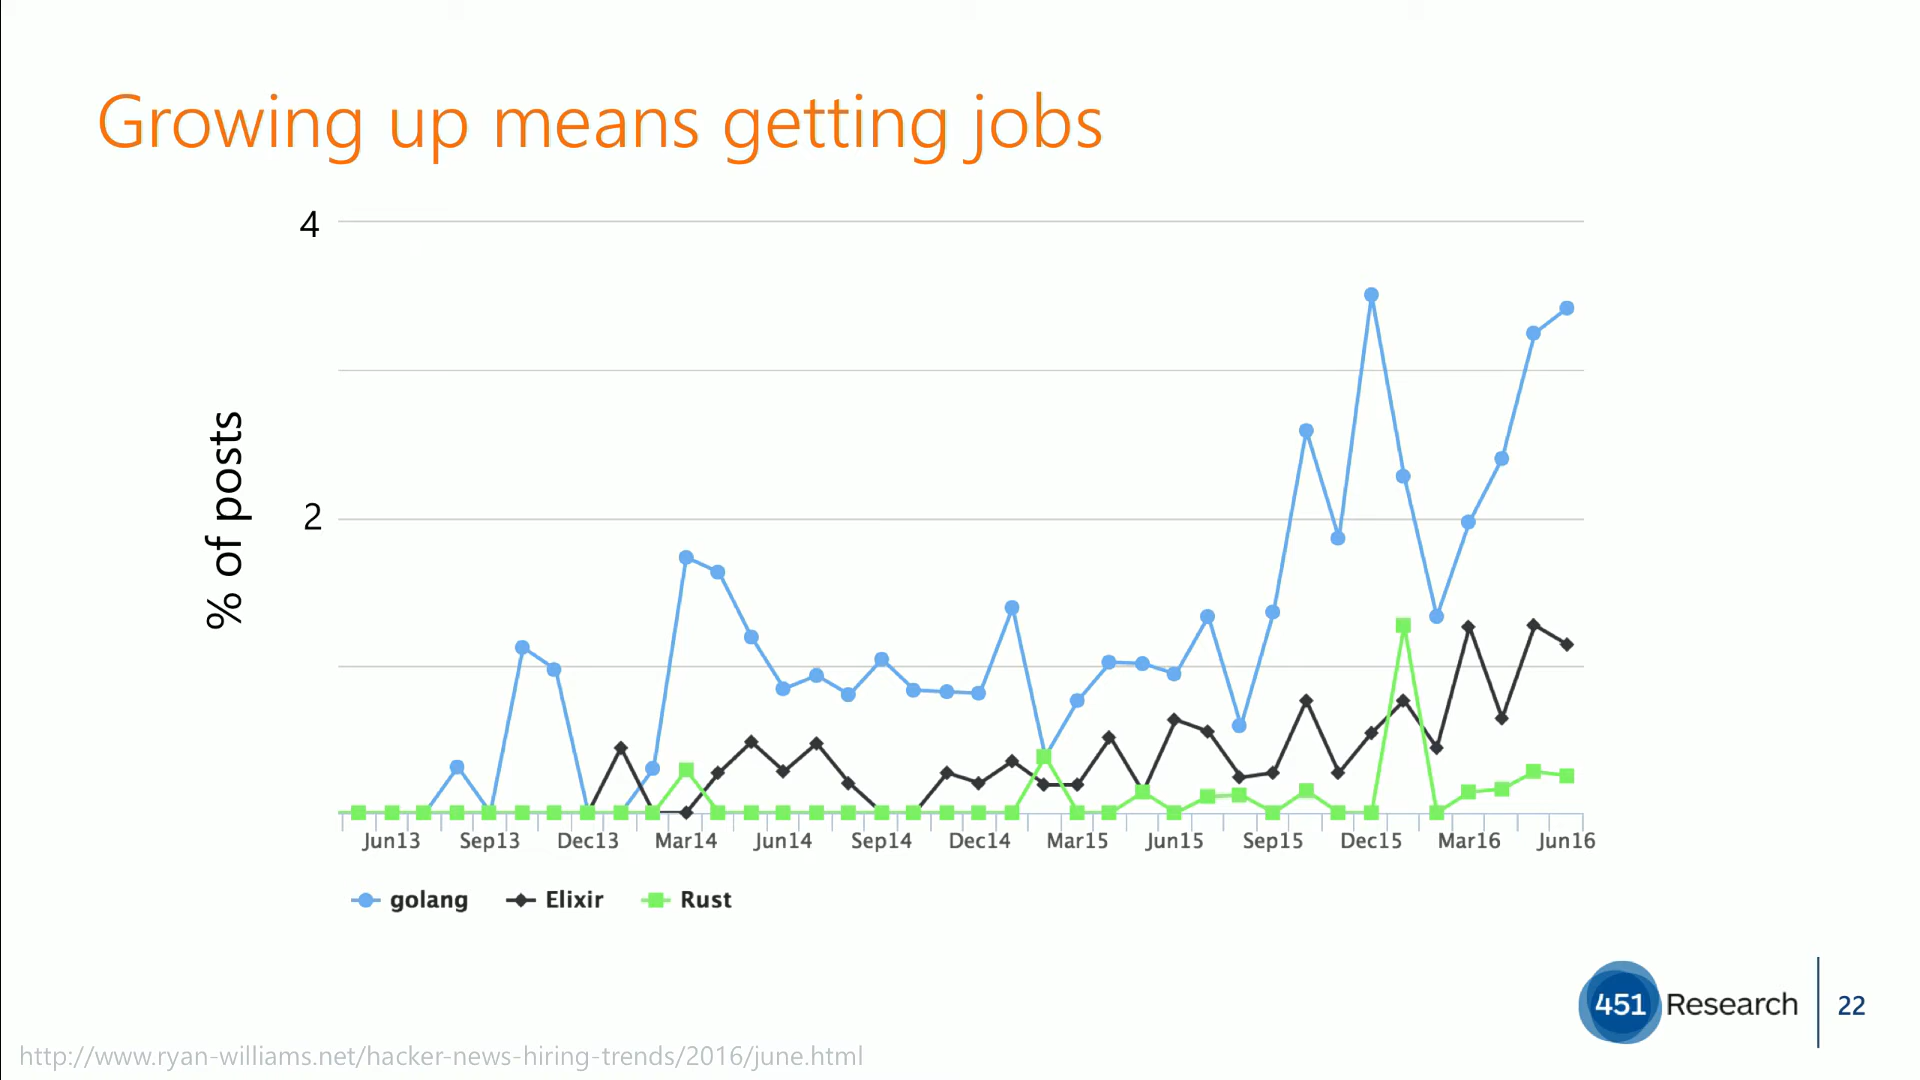 Growing up means getting jobs
4
2
% of posts
Jun13 Sep13 Dec13 Mar14 Jun14 Sep14 Dec14 Mar15 Jun15 Sep15 Dec15 Mar16 Jun16
golang Elixir Rust
451 Research 22
http://www.ryan-williams.net/hacker-news-hiring-trends/2016/june.html